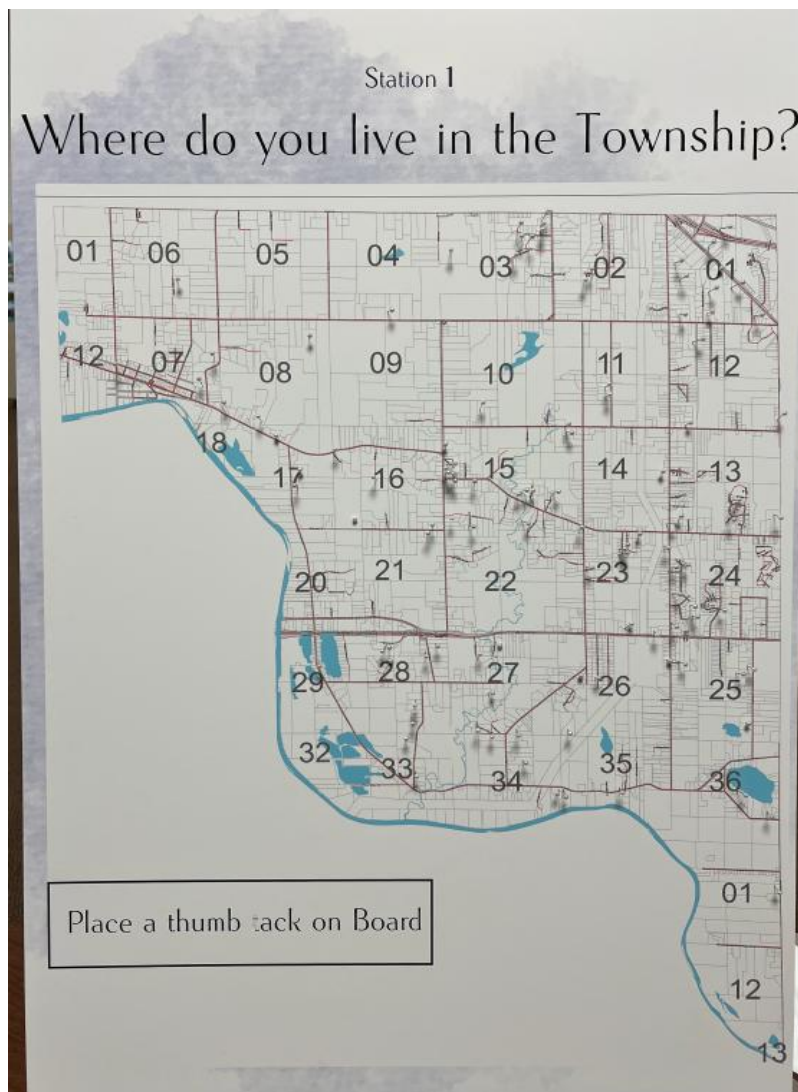 Station 1
Where do you live in the Township?
01 06 05 04 03 02 01
12 07 08 09 10 11 12
18 17 16 15 14 13
20 21 22 23 24
29 28 27 26 25
32 33 34 35 36
01
Place a thumb tack on Board
12
13